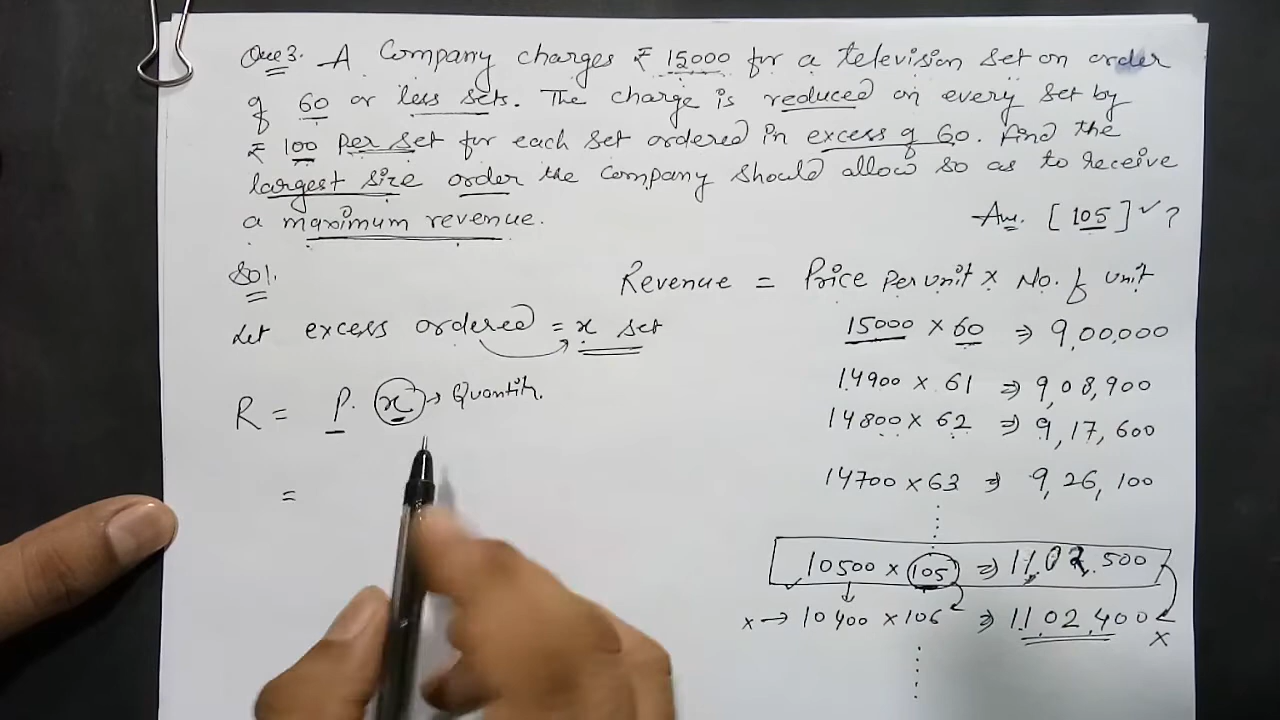 Que 3. A Company charges ₹ 15000 for a television set on order
of 60 or less sets. The charge is reduced on every set by
₹ 100 per set for each set ordered in excess of 60. Find the
largest size order the company should allow so as to receive
a maximum revenue.
Ans. [105] ✓ ?
Sol.
Revenue = Price per unit × No. of unit
Let excess ordered = x set
15000 × 60 ⇒ 9,00,000
14900 × 61 ⇒ 9,08,900
R = P. x → Quantity.
14800 × 62 ⇒ 9,17,600
14700 × 63 ⇒ 9,26,100
=
10500 × 105 ⇒ 11,02,500
x → 10400 × 106 ⇒ 11,02,400
x